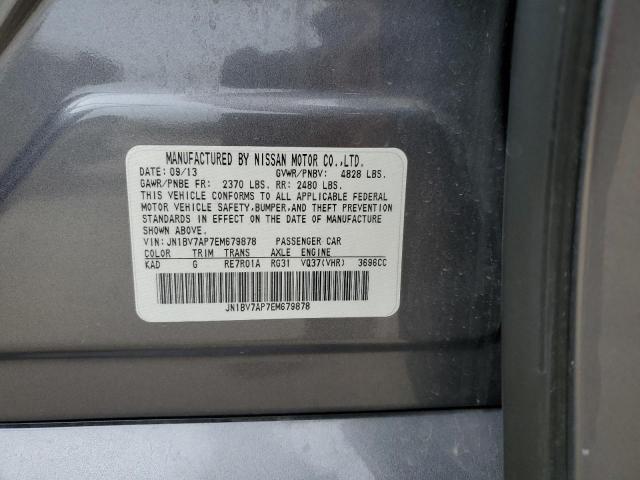 MANUFACTURED BY NISSAN MOTOR CO.,LTD.
DATE: 09/13 GVWR/PNBV: 4828 LBS.
GAWR/PNBE FR: 2370 LBS. RR: 2480 LBS.
THIS VEHICLE CONFORMS TO ALL APPLICABLE FEDERAL
MOTOR VEHICLE SAFETY, BUMPER, AND THEFT PREVENTION
STANDARDS IN EFFECT ON THE DATE OF MANUFACTURE
SHOWN ABOVE.
VIN: JN1BV7AP7EM679878 PASSENGER CAR
COLOR TRIM TRANS AXLE ENGINE
KAD G RE7R01A RG31 VQ37(VHR) 3696CC
JN1BV7AP7EM679878